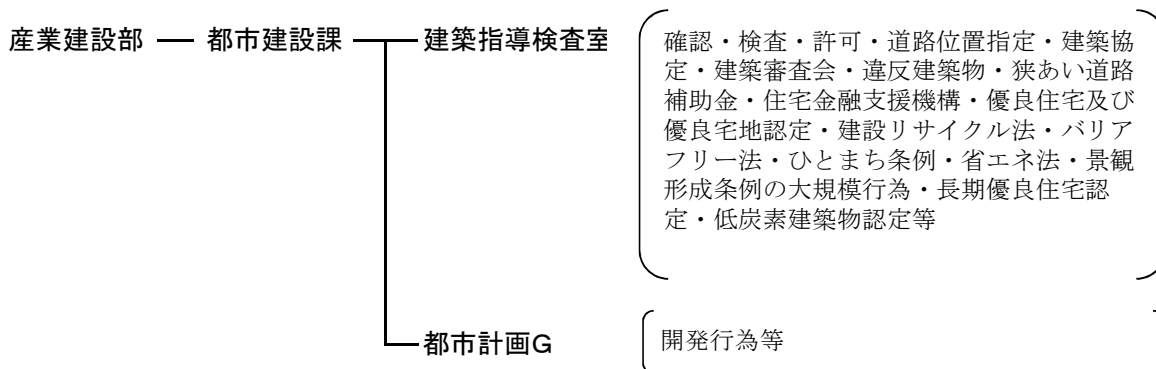 産業建設部 ― 都市建設課 ― 建築指導検査室
確認・検査・許可・道路位置指定・建築協
定・建築審査会・違反建築物・狭あい道路
補助金・住宅金融支援機構・優良住宅及び
優良宅地認定・建設リサイクル法・バリア
フリー法・ひとまち条例・省エネ法・景観
形成条例の大規模行為・長期優良住宅認
定・低炭素建築物認定等
都市計画G
開発行為等